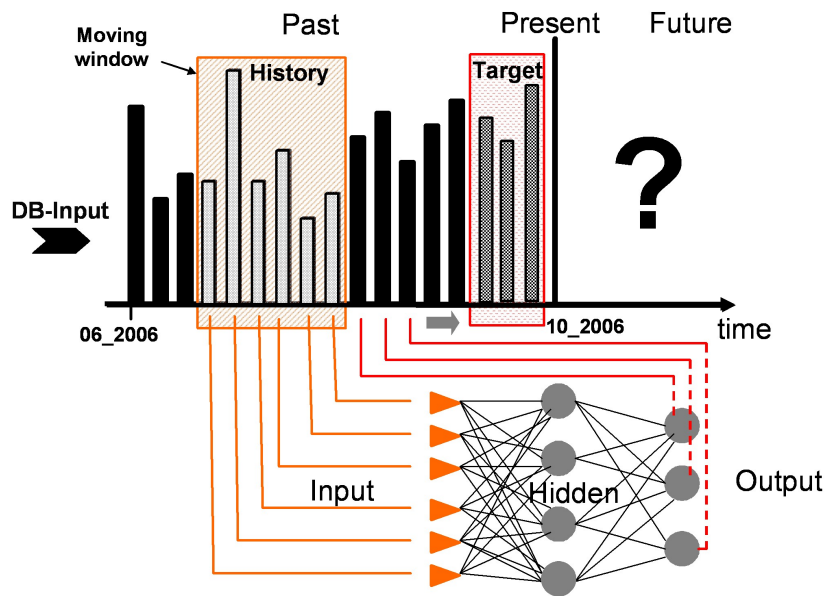 Past
Present
Future
Moving
window
History
Target
?
DB-Input
06_2006
10_2006
time
Input
Hidden
Output